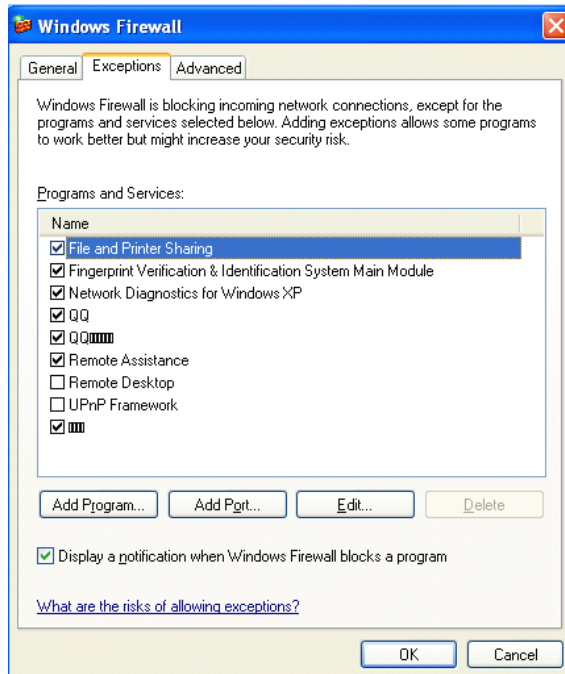 Windows Firewall
General
Exceptions
Advanced
Windows Firewall is blocking incoming network connections, except for the
programs and services selected below. Adding exceptions allows some programs
to work better but might increase your security risk.
Programs and Services:
Name
File and Printer Sharing
Fingerprint Verification & Identification System Main Module
Network Diagnostics for Windows XP
QQ
QQ
Remote Assistance
Remote Desktop
UPnP Framework
Add Program...
Add Port...
Edit...
Delete
Display a notification when Windows Firewall blocks a program
What are the risks of allowing exceptions?
OK
Cancel